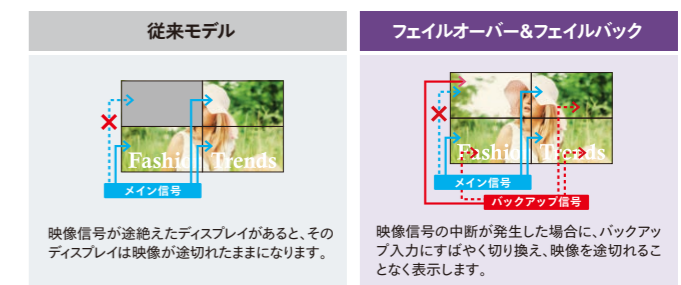 従来モデル
Fashion Trends
メイン信号
映像信号が途絶えたディスプレイがあると、その
ディスプレイは映像が途切れたままになります。
フェイルオーバー&フェイルバック
Fashion Trends
メイン信号
バックアップ信号
映像信号の中断が発生した場合に、バックアッ
プ入力にすばやく切り換え、映像を途切れるこ
となく表示します。